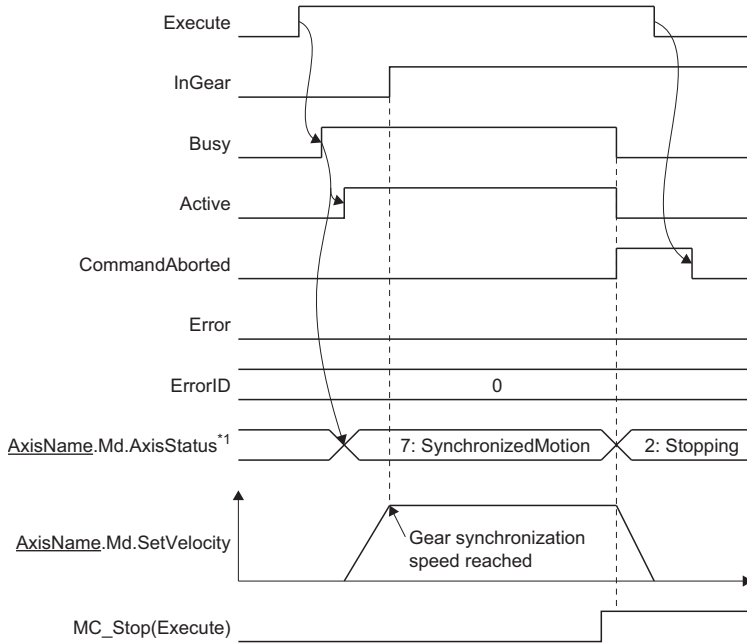 Execute
InGear
Busy
Active
CommandAborted
Error
ErrorID
0
AxisName.Md.AxisStatus*1
7: SynchronizedMotion
2: Stopping
AxisName.Md.SetVelocity
Gear synchronization
speed reached
MC_Stop(Execute)